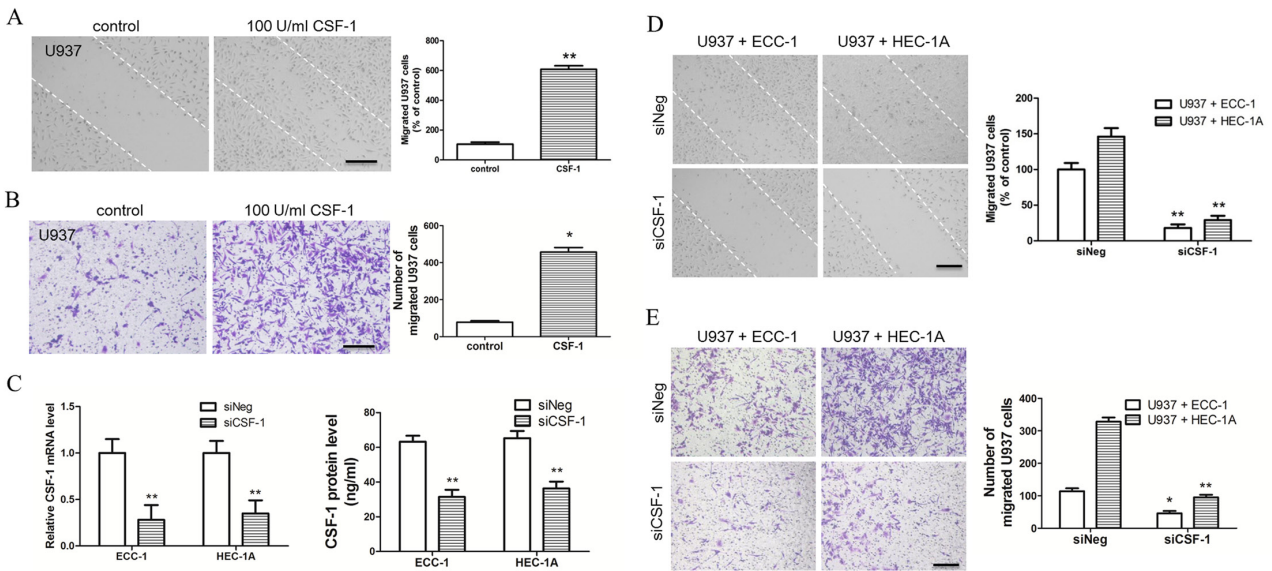 A
control
100 U/ml CSF-1
U937
Migrated U937 cells
(% of control)
800
600
400
200
0
**
control
CSF-1
B
control
100 U/ml CSF-1
U937
Number of
migrated U937 cells
600
400
200
0
*
control
CSF-1
C
Relative CSF-1 mRNA level
1.5
1.0
0.5
0.0
siNeg
siCSF-1
**
**
ECC-1
HEC-1A
CSF-1 protein level
(ng/ml)
80
60
40
20
0
siNeg
siCSF-1
**
**
ECC-1
HEC-1A
D
U937 + ECC-1
U937 + HEC-1A
siNeg
siCSF-1
Migrated U937 cells
(% of control)
200
150
100
50
0
U937 + ECC-1
U937 + HEC-1A
**
**
siNeg
siCSF-1
E
U937 + ECC-1
U937 + HEC-1A
siNeg
siCSF-1
Number of
migrated U937 cells
400
300
200
100
0
U937 + ECC-1
U937 + HEC-1A
*
**
siNeg
siCSF-1